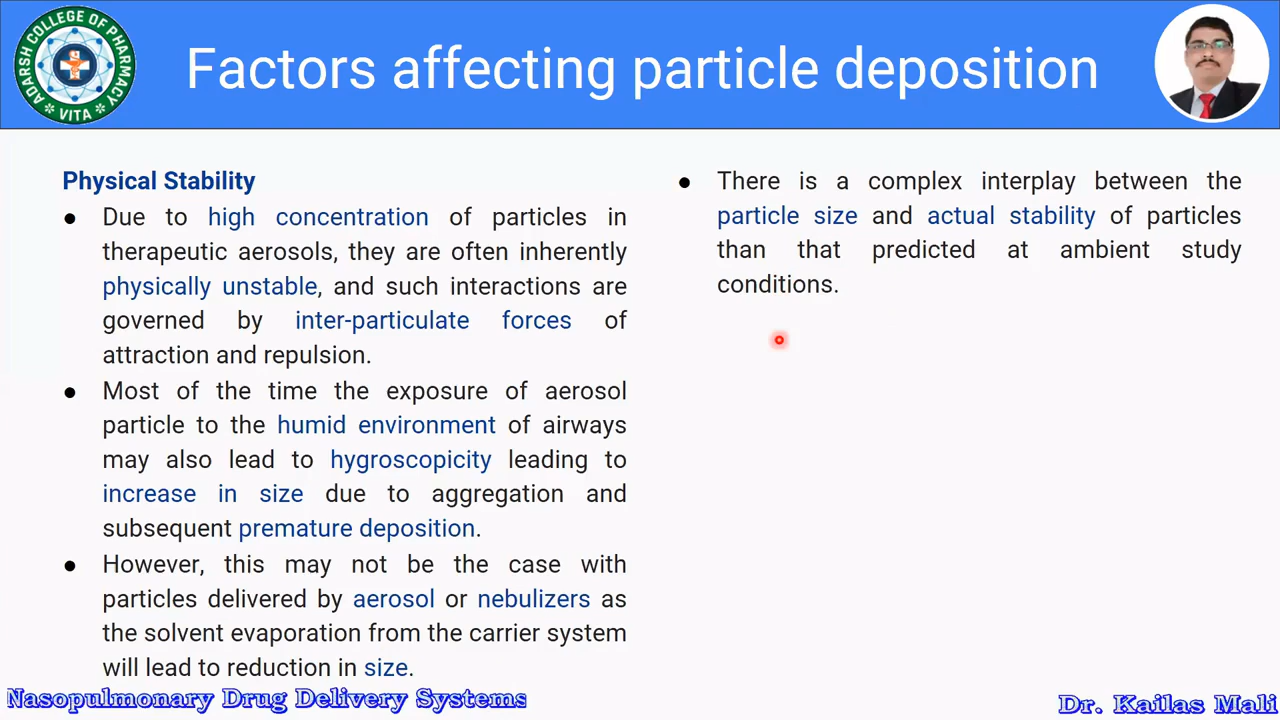 ADARSH COLLEGE OF PHARMACY
VITA
Factors affecting particle deposition
Physical Stability
● Due to high concentration of particles in
therapeutic aerosols, they are often inherently
physically unstable, and such interactions are
governed by inter-particulate forces of
attraction and repulsion.
● Most of the time the exposure of aerosol
particle to the humid environment of airways
may also lead to hygroscopicity leading to
increase in size due to aggregation and
subsequent premature deposition.
● However, this may not be the case with
particles delivered by aerosol or nebulizers as
the solvent evaporation from the carrier system
will lead to reduction in size.
● There is a complex interplay between the
particle size and actual stability of particles
than that predicted at ambient study
conditions.
Nasopulmonary Drug Delivery Systems
Dr. Kailas Mali